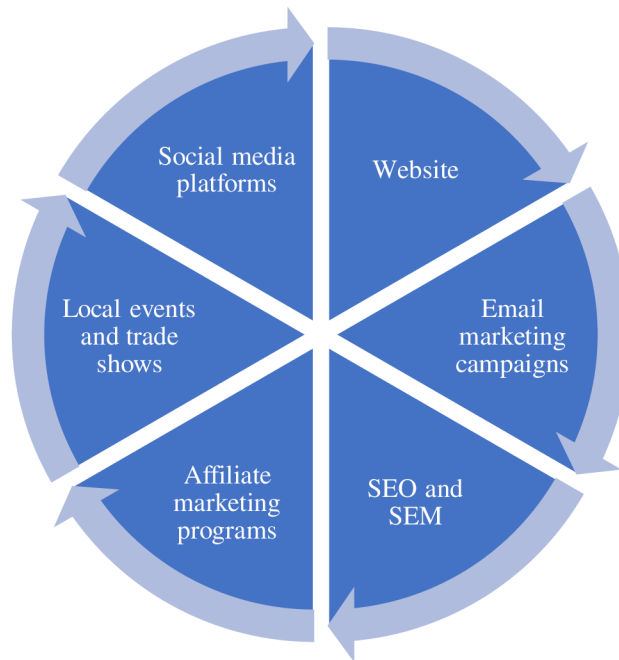 Social media
platforms
Website
Email
marketing
campaigns
SEO and
SEM
Affiliate
marketing
programs
Local events
and trade
shows